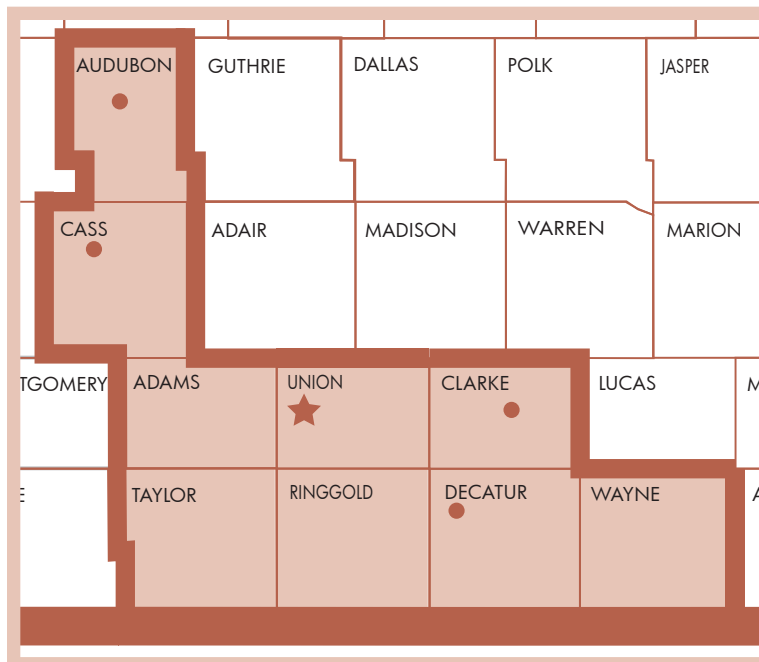 AUDUBON
GUTHRIE
DALLAS
POLK
JASPER
CASS
ADAIR
MADISON
WARREN
MARION
TGOMERY
ADAMS
UNION
CLARKE
LUCAS
M
E
TAYLOR
RINGGOLD
DECATUR
WAYNE
A